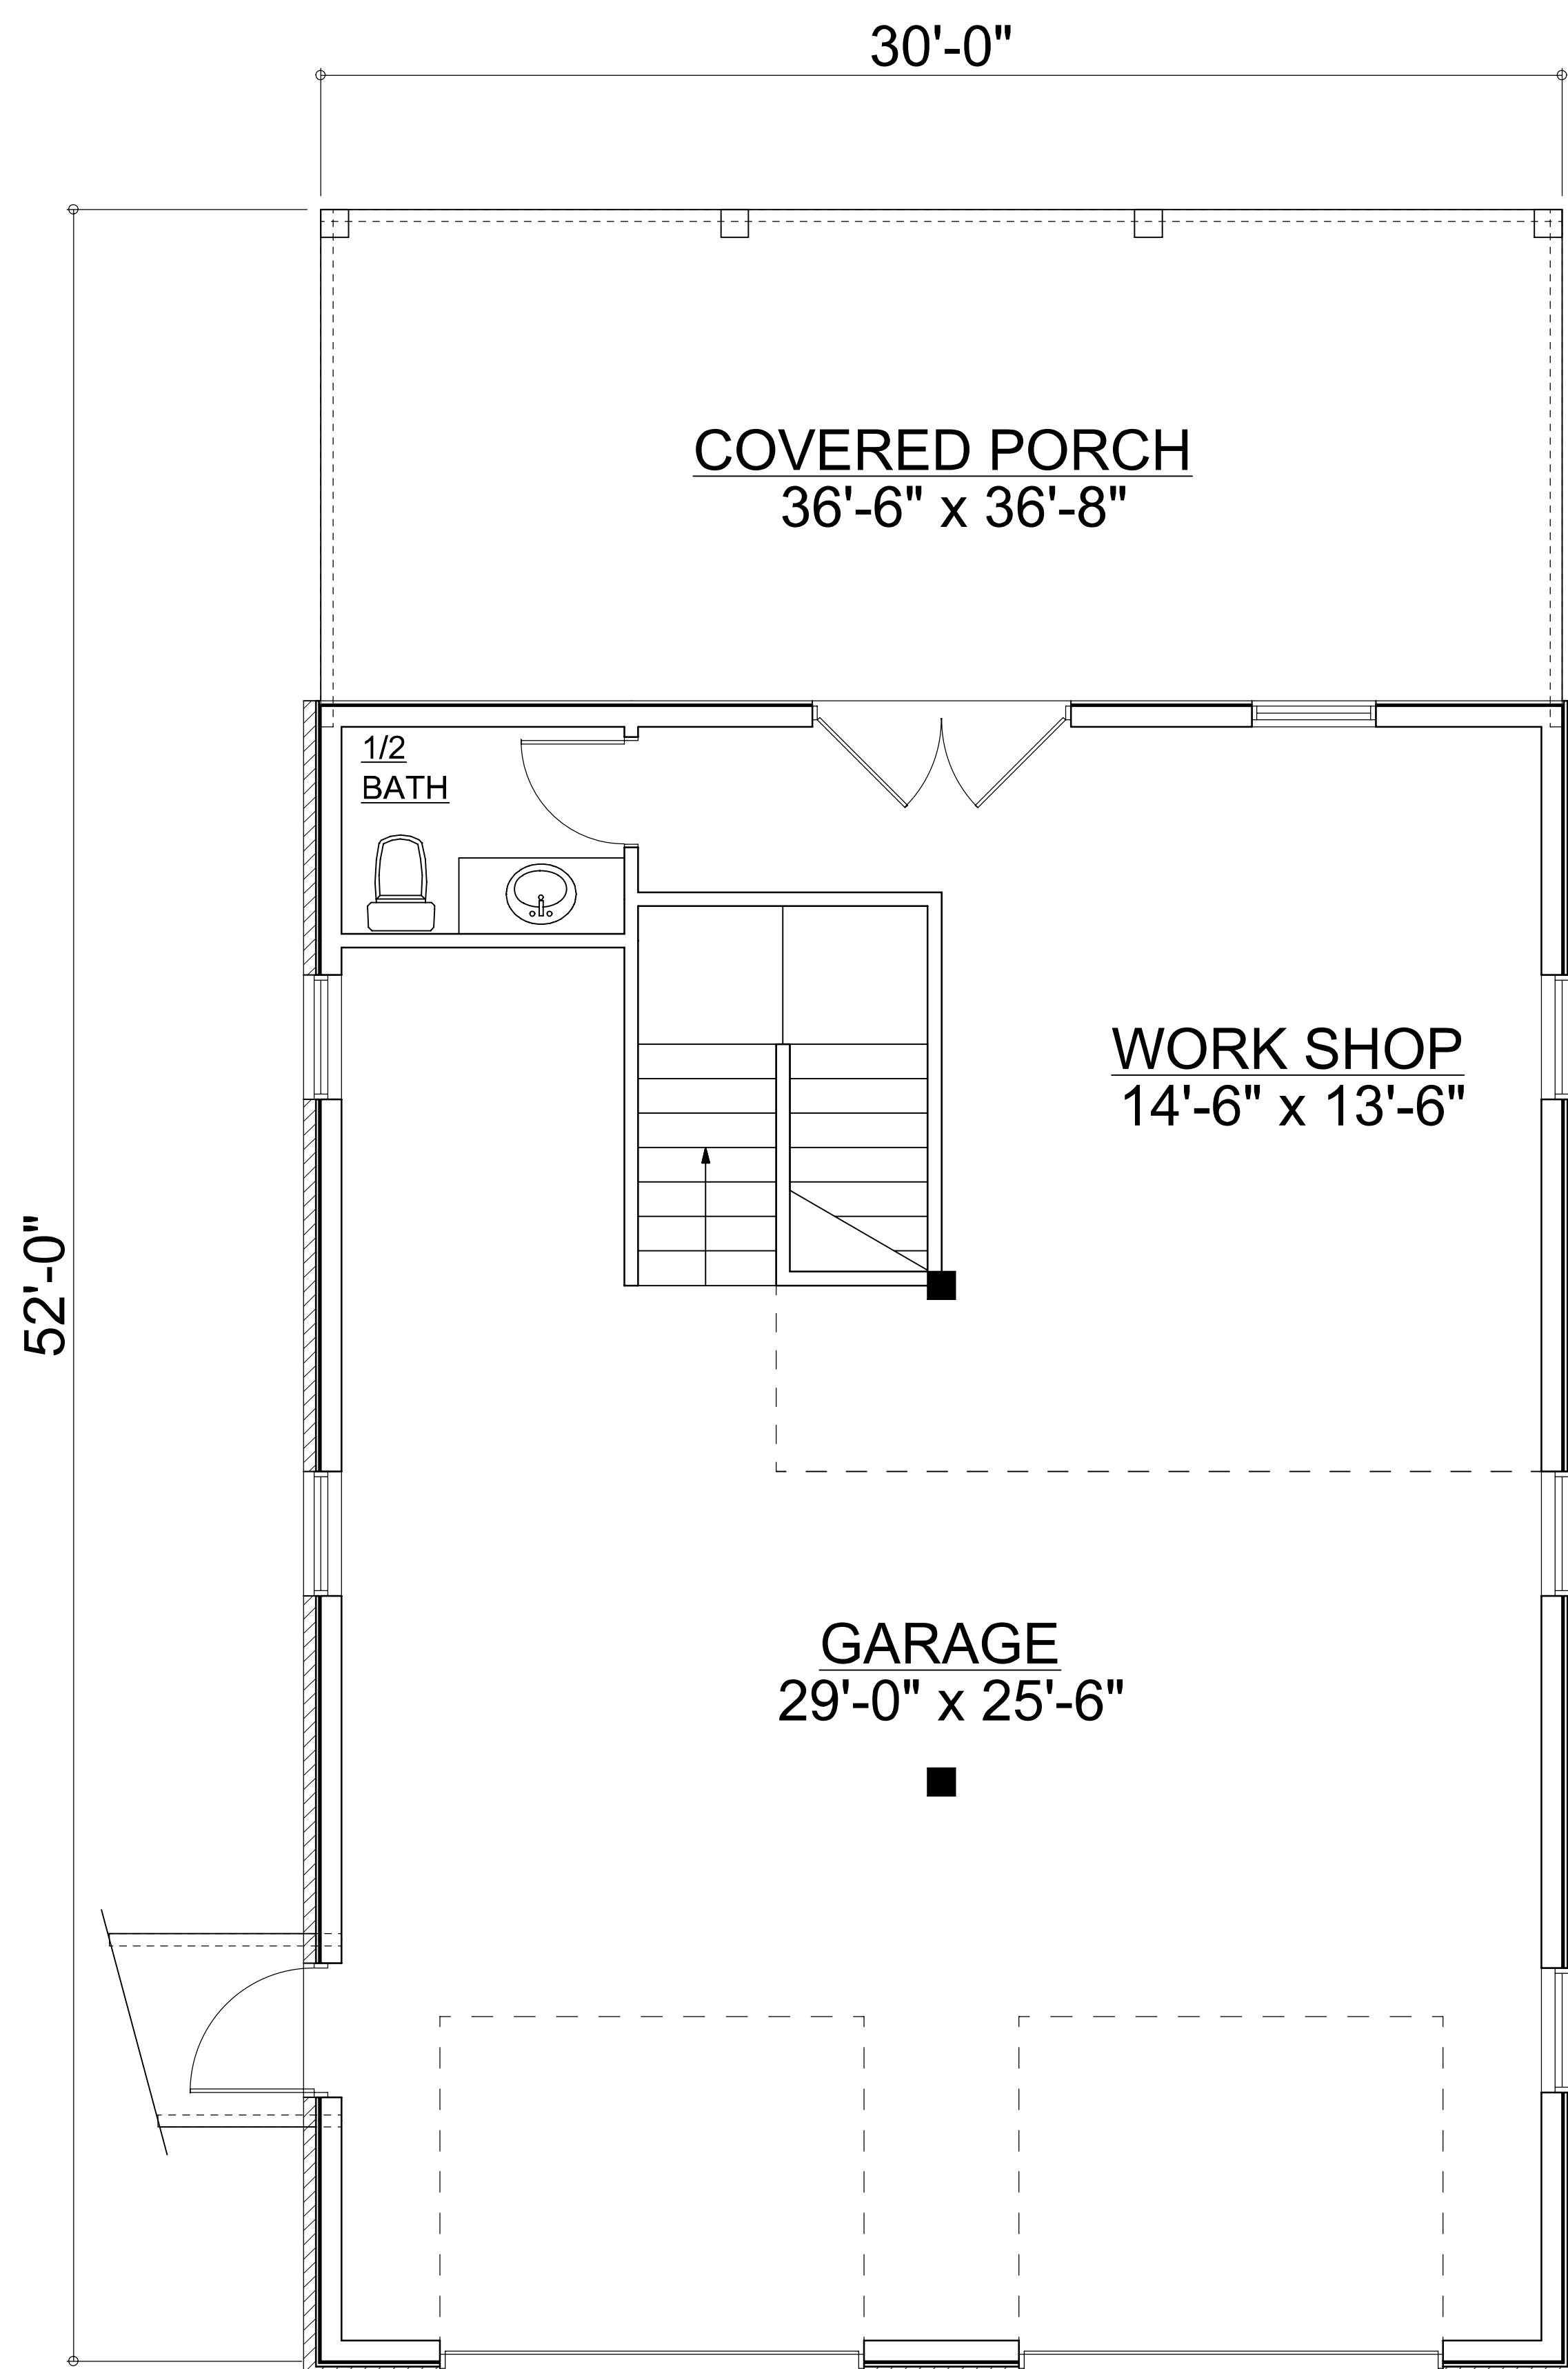 30'-0"
COVERED PORCH
36'-6" x 36'-8"
1/2
BATH
WORK SHOP
14'-6" x 13'-6"
52'-0"
GARAGE
29'-0" x 25'-6"